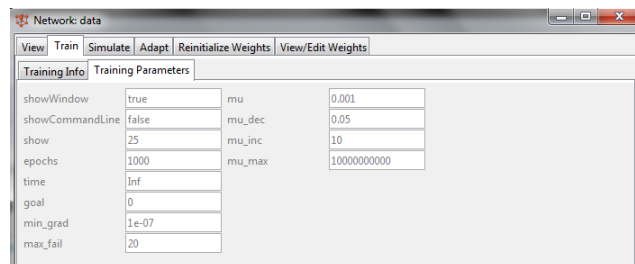 Network: data
View Train Simulate Adapt Reinitialize Weights View/Edit Weights
Training Info Training Parameters
showWindow true mu 0.001
showCommandLine false mu_dec 0.05
show 25 mu_inc 10
epochs 1000 mu_max 10000000000
time Inf
goal 0
min_grad 1e-07
max_fail 20